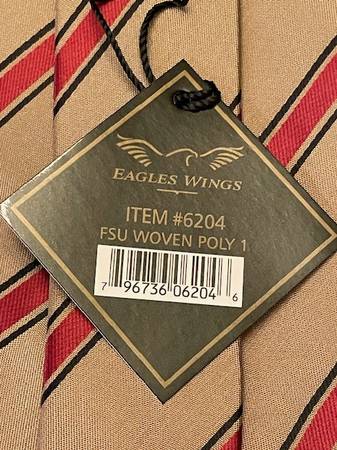 EAGLES WINGS
ITEM #6204
FSU WOVEN POLY 1
7 96736 06204 6